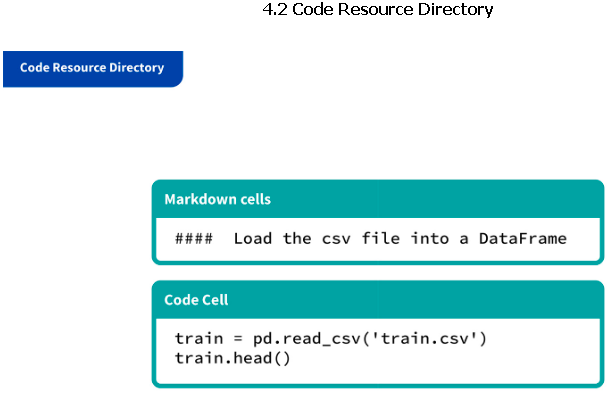 4.2 Code Resource Directory
Code Resource Directory
Markdown cells
####  Load the csv file into a DataFrame
Code Cell
train = pd.read_csv('train.csv')
train.head()